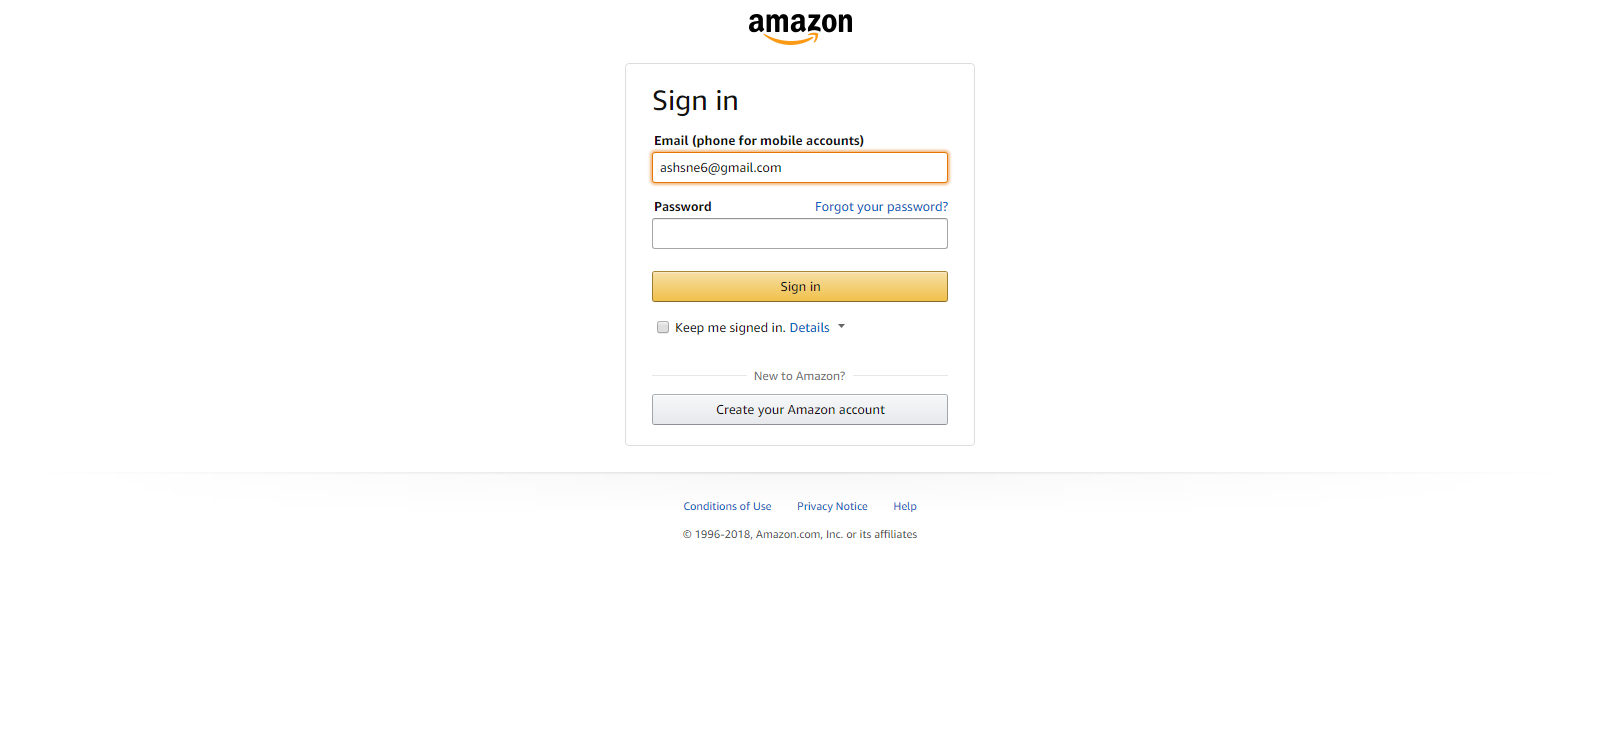 amazon
Sign in
Email (phone for mobile accounts)
ashsne6@gmail.com
Password Forgot your password?
Sign in
Keep me signed in. Details
New to Amazon?
Create your Amazon account
Conditions of Use Privacy Notice Help
© 1996-2018, Amazon.com, Inc. or its affiliates